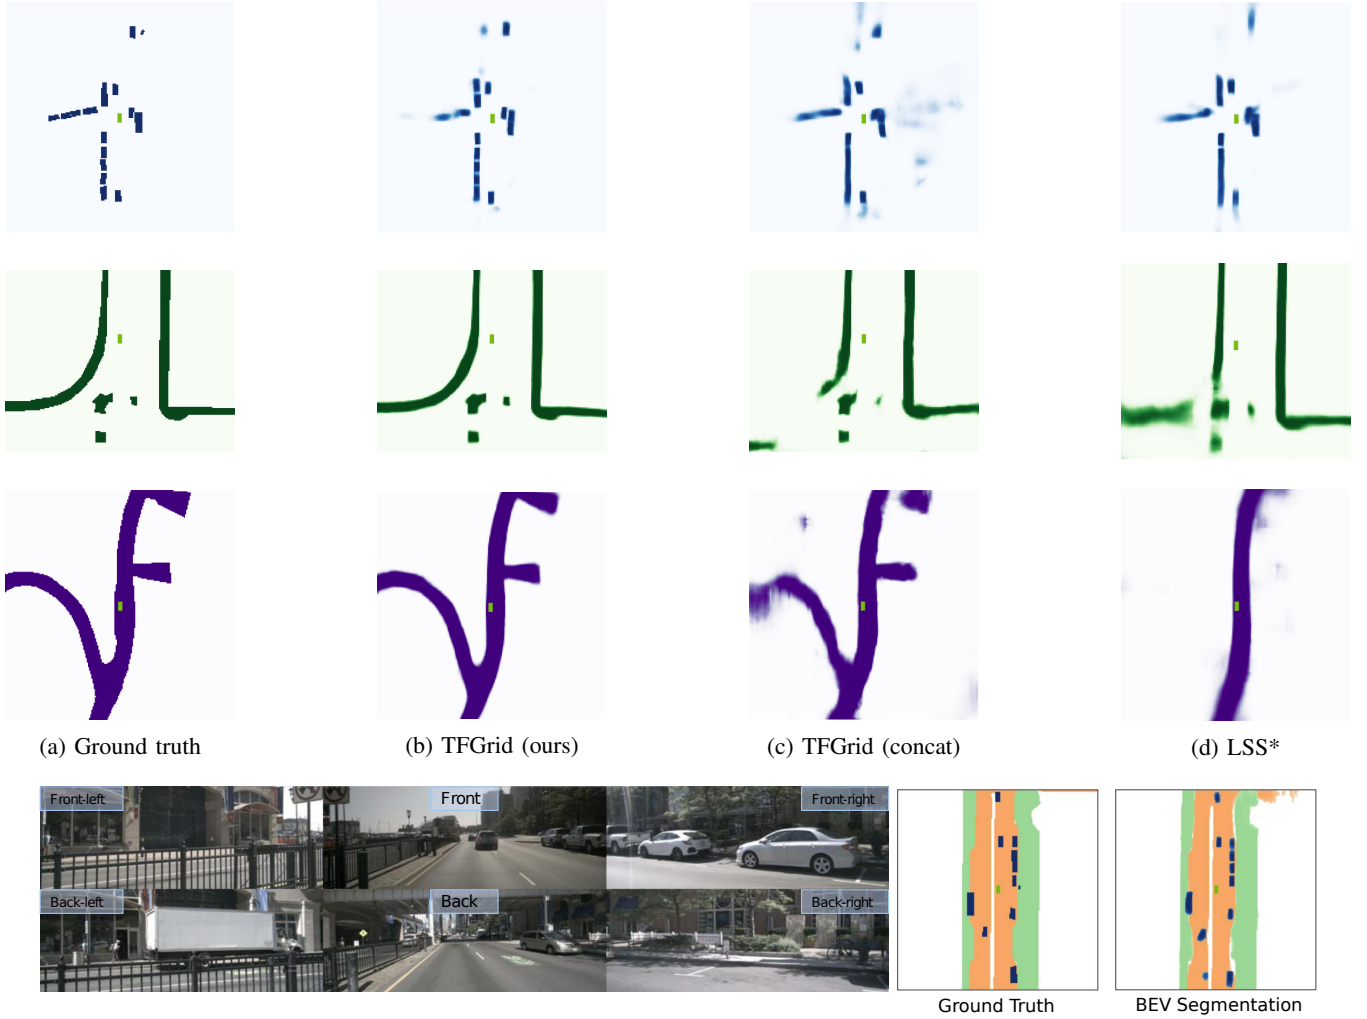 (a) Ground truth
(b) TFGrid (ours)
(c) TFGrid (concat)
(d) LSS*
Front-left
Front
Front-right
Back-left
Back
Back-right
Ground Truth
BEV Segmentation